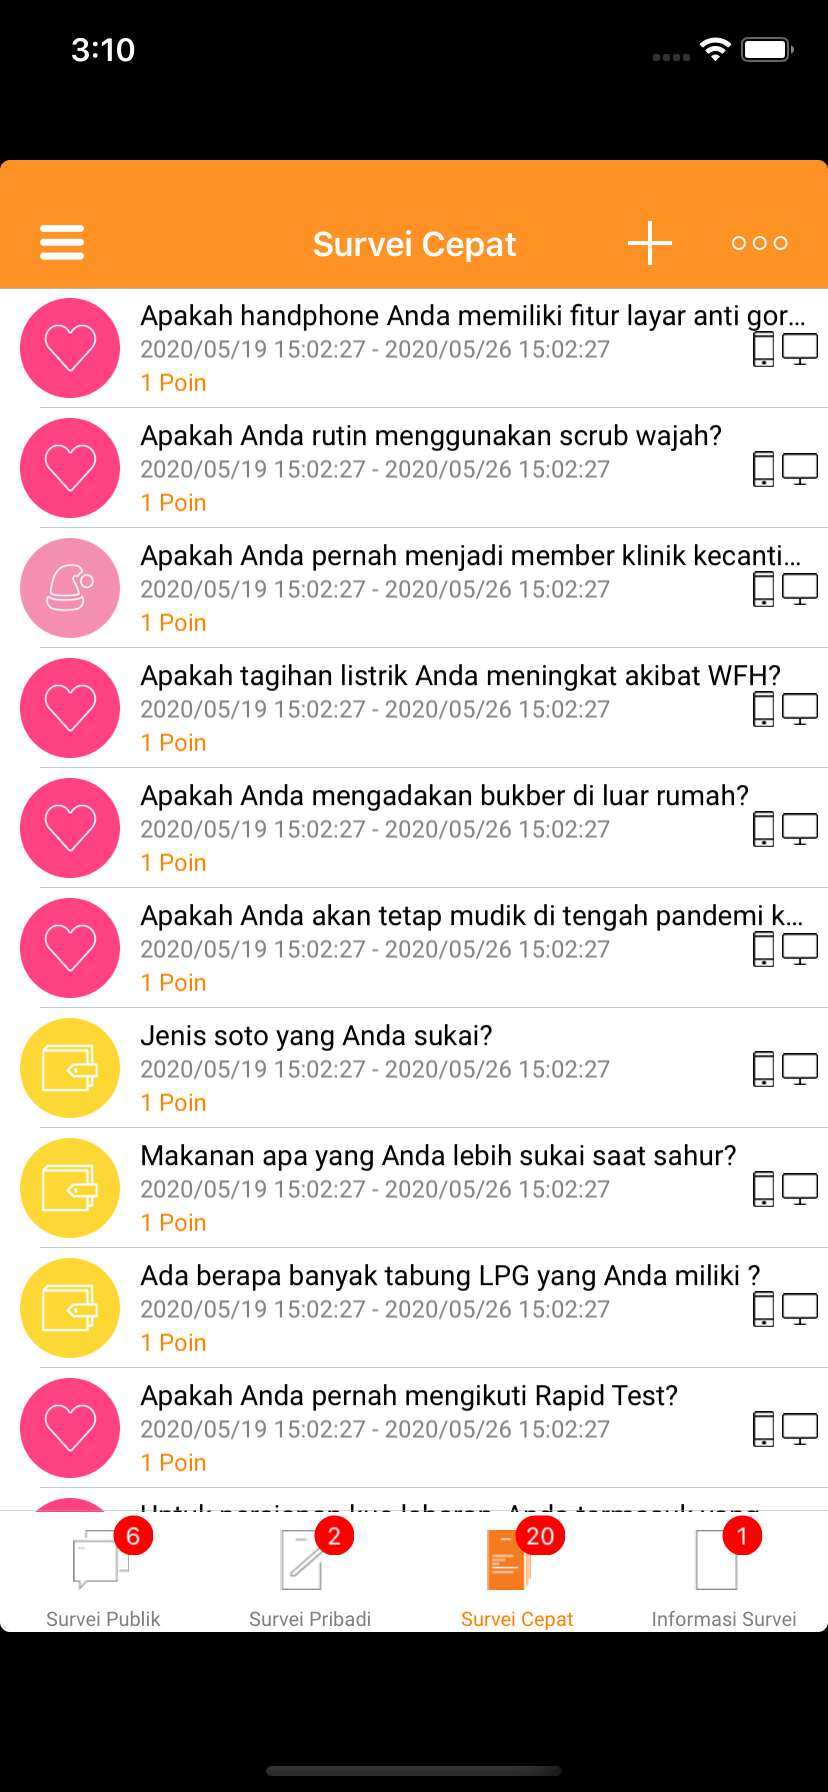 3:10
Survei Cepat
Apakah handphone Anda memiliki fitur layar anti gor...
2020/05/19 15:02:27 - 2020/05/26 15:02:27
1 Poin
Apakah Anda rutin menggunakan scrub wajah?
2020/05/19 15:02:27 - 2020/05/26 15:02:27
1 Poin
Apakah Anda pernah menjadi member klinik kecanti...
2020/05/19 15:02:27 - 2020/05/26 15:02:27
1 Poin
Apakah tagihan listrik Anda meningkat akibat WFH?
2020/05/19 15:02:27 - 2020/05/26 15:02:27
1 Poin
Apakah Anda mengadakan bukber di luar rumah?
2020/05/19 15:02:27 - 2020/05/26 15:02:27
1 Poin
Apakah Anda akan tetap mudik di tengah pandemi k...
2020/05/19 15:02:27 - 2020/05/26 15:02:27
1 Poin
Jenis soto yang Anda sukai?
2020/05/19 15:02:27 - 2020/05/26 15:02:27
1 Poin
Makanan apa yang Anda lebih sukai saat sahur?
2020/05/19 15:02:27 - 2020/05/26 15:02:27
1 Poin
Ada berapa banyak tabung LPG yang Anda miliki ?
2020/05/19 15:02:27 - 2020/05/26 15:02:27
1 Poin
Apakah Anda pernah mengikuti Rapid Test?
2020/05/19 15:02:27 - 2020/05/26 15:02:27
1 Poin
6 2 20 1
Survei Publik Survei Pribadi Survei Cepat Informasi Survei